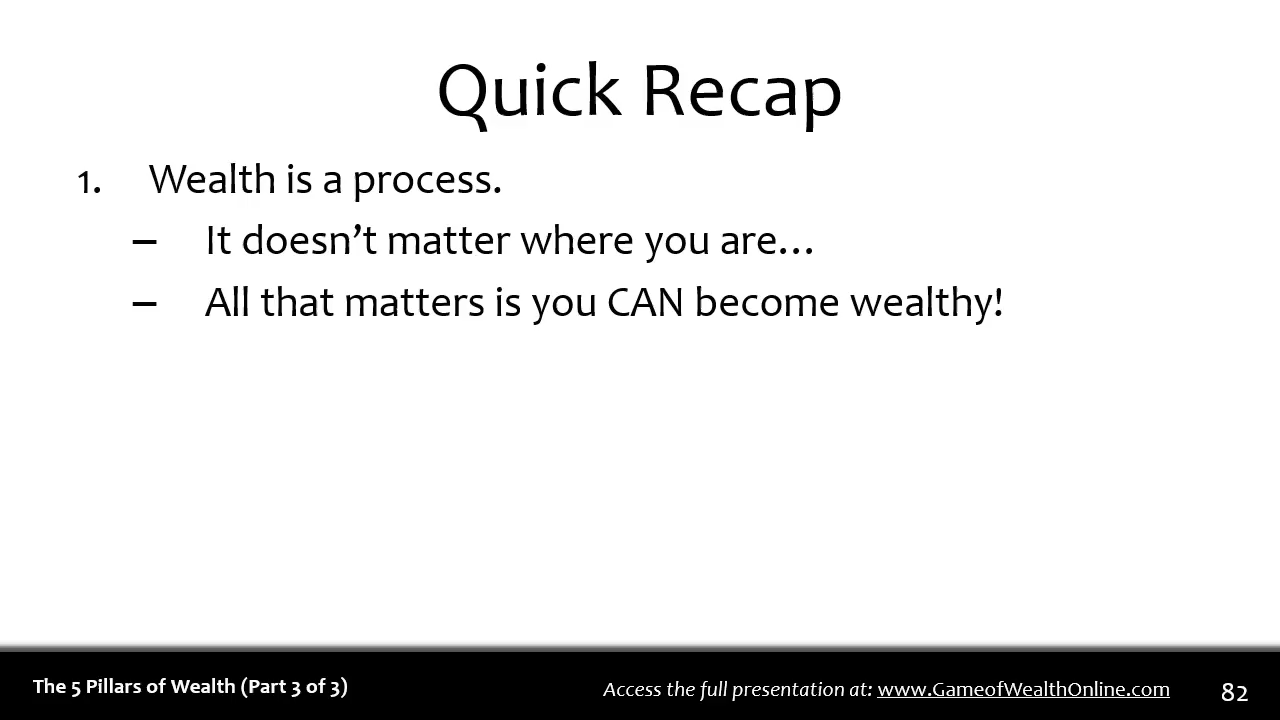 Quick Recap
1. Wealth is a process.
– It doesn’t matter where you are…
– All that matters is you CAN become wealthy!
The 5 Pillars of Wealth (Part 3 of 3)
Access the full presentation at: www.GameofWealthOnline.com
82